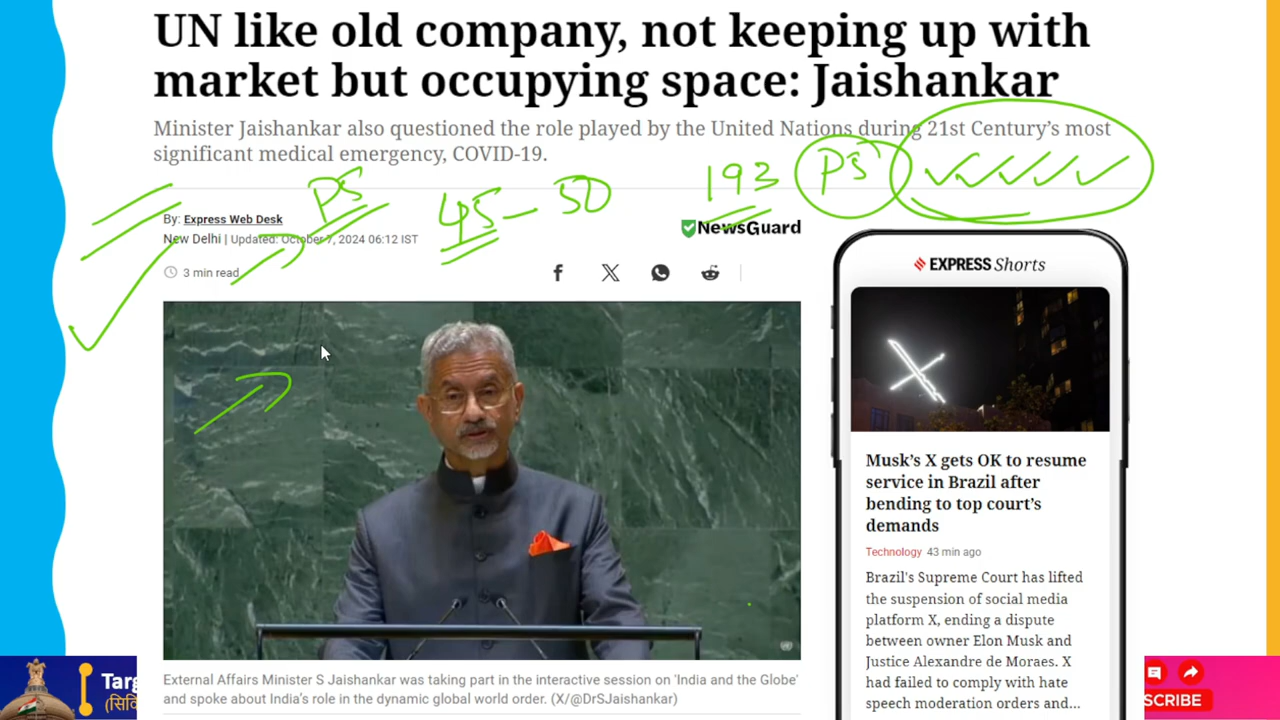 UN like old company, not keeping up with
market but occupying space: Jaishankar
Minister Jaishankar also questioned the role played by the United Nations during 21st Century's most
significant medical emergency, COVID-19.
193
P5
P5
45 - 50
By: Express Web Desk
New Delhi | Updated: October 7, 2024 06:12 IST
NewsGuard
3 min read
EXPRESS Shorts
Musk's X gets OK to resume
service in Brazil after
bending to top court's
demands
Technology 43 min ago
Brazil's Supreme Court has lifted
the suspension of social media
platform X, ending a dispute
between owner Elon Musk and
Justice Alexandre de Moraes. X
had failed to comply with hate
speech moderation orders and...
External Affairs Minister S Jaishankar was taking part in the interactive session on 'India and the Globe'
and spoke about India's role in the dynamic global world order. (X/@DrSJaishankar)
Targ
(सिवि
SCRIBE